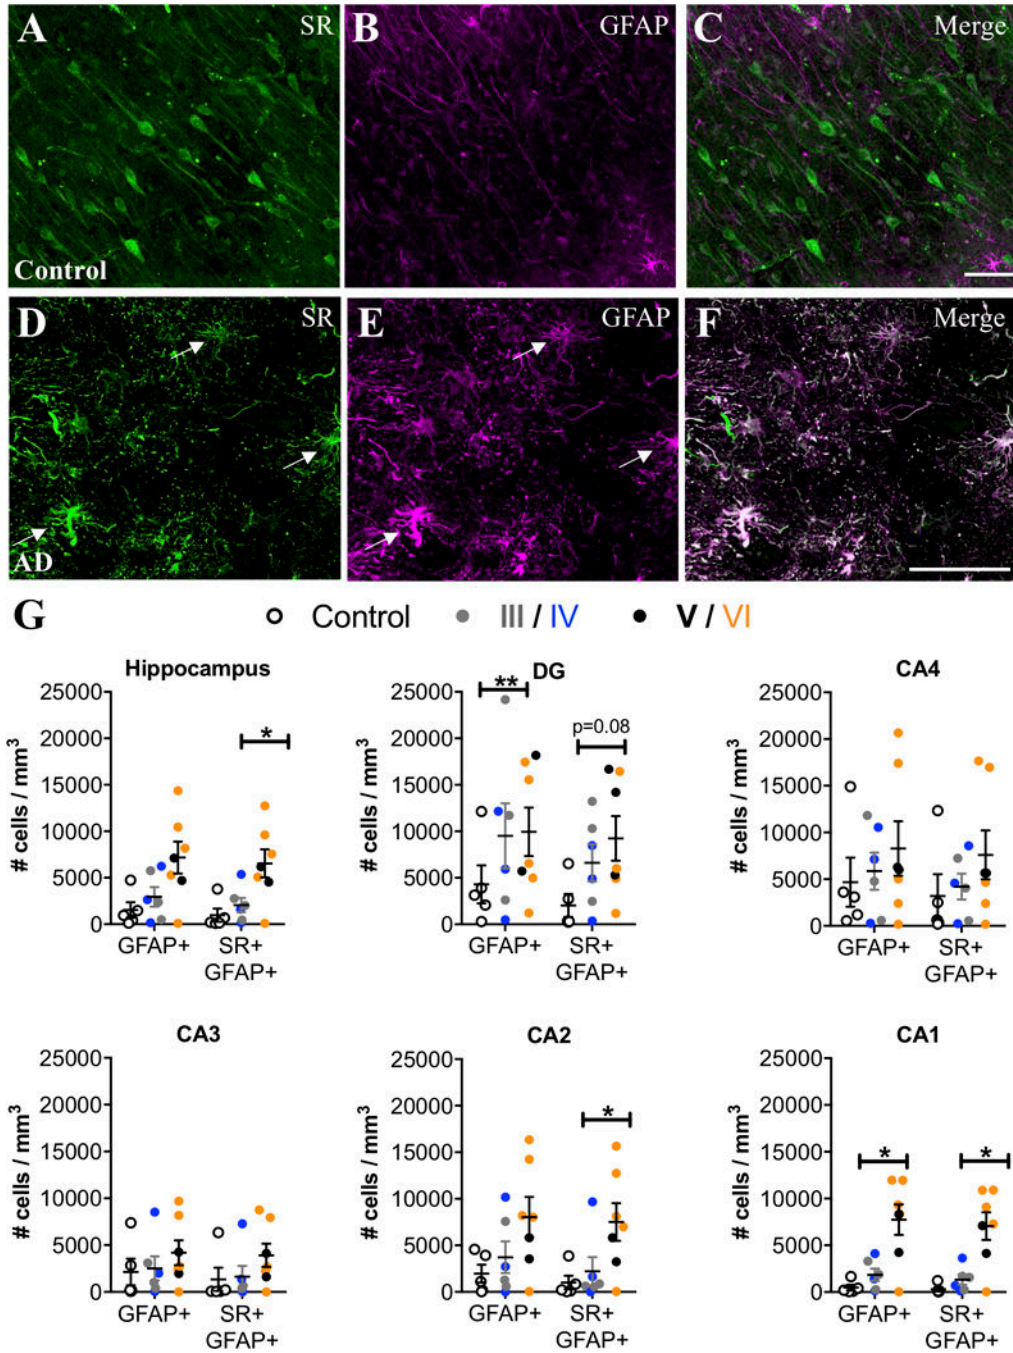 A SR
B GFAP
C Merge
Control
D SR
E GFAP
F Merge
AD
G Control III / IV V / VI
Hippocampus
# cells / mm³
25000
20000
15000
10000
5000
0
*
GFAP+ SR+
GFAP+
DG
# cells / mm³
25000
20000
15000
10000
5000
0
**
p=0.08
GFAP+ SR+
GFAP+
CA4
# cells / mm³
25000
20000
15000
10000
5000
0
GFAP+ SR+
GFAP+
CA3
# cells / mm³
25000
20000
15000
10000
5000
0
GFAP+ SR+
GFAP+
CA2
# cells / mm³
25000
20000
15000
10000
5000
0
*
GFAP+ SR+
GFAP+
CA1
# cells / mm³
25000
20000
15000
10000
5000
0
* *
GFAP+ SR+
GFAP+